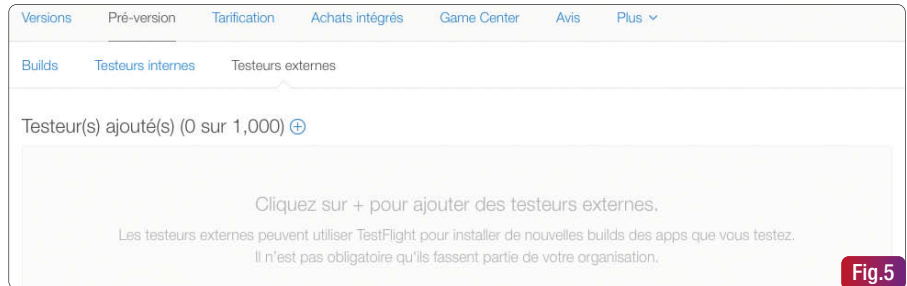 Versions Pré-version Tarification Achats intégrés Game Center Avis Plus
Builds Testeurs internes Testeurs externes
Testeur(s) ajouté(s) (0 sur 1,000)
Cliquez sur + pour ajouter des testeurs externes.
Les testeurs externes peuvent utiliser TestFlight pour installer de nouvelles builds des apps que vous testez.
Il n'est pas obligatoire qu'ils fassent partie de votre organisation.
Fig.5